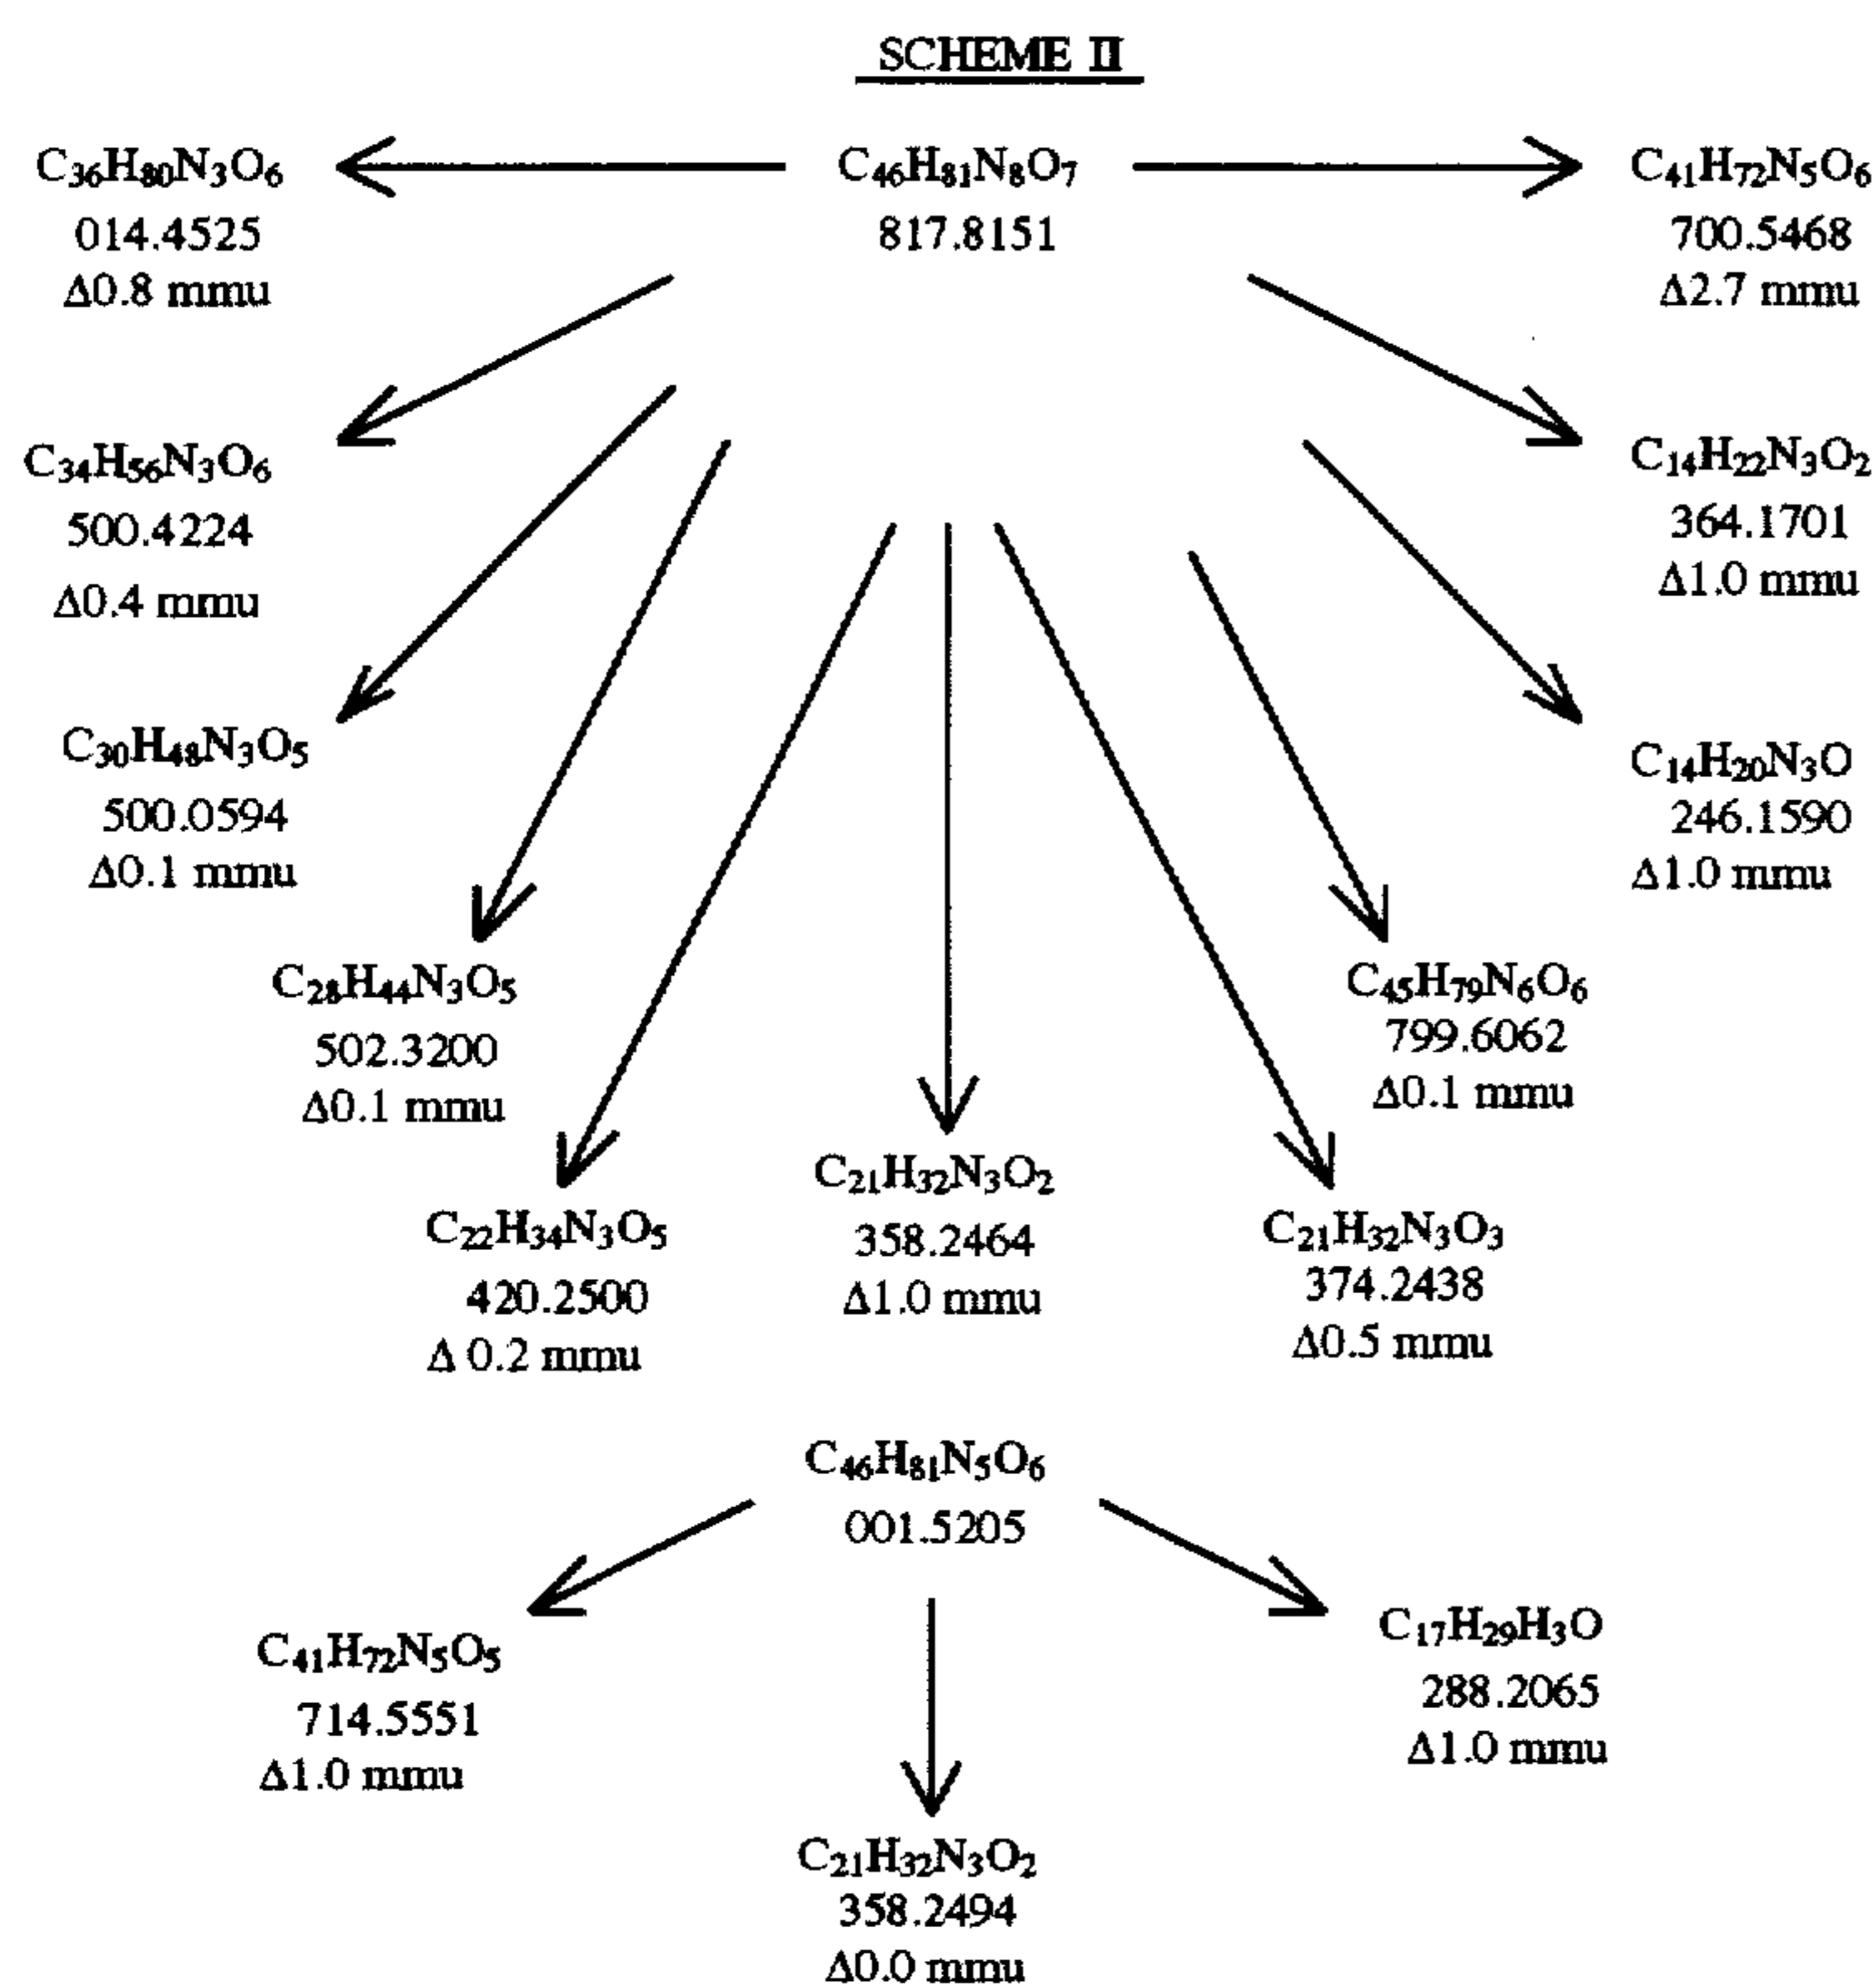 SCHEME II
C36H80N3O6
014.4525
Δ0.8 mmu
C46H81N8O7
817.8151
C41H72N5O6
700.5468
Δ2.7 mmu
C34H56N3O6
500.4224
Δ0.4 mmu
C14H22N3O2
364.1701
Δ1.0 mmu
C30H48N3O5
500.0594
Δ0.1 mmu
C14H20N3O
246.1590
Δ1.0 mmu
C28H44N3O5
502.3200
Δ0.1 mmu
C45H79N6O6
799.6062
Δ0.1 mmu
C22H34N3O5
420.2500
Δ 0.2 mmu
C21H32N3O2
358.2464
Δ1.0 mmu
C21H32N3O3
374.2438
Δ0.5 mmu
C46H81N5O6
001.5205
C41H72N5O5
714.5551
Δ1.0 mmu
C17H29H3O
288.2065
Δ1.0 mmu
C21H32N3O2
358.2494
Δ0.0 mmu